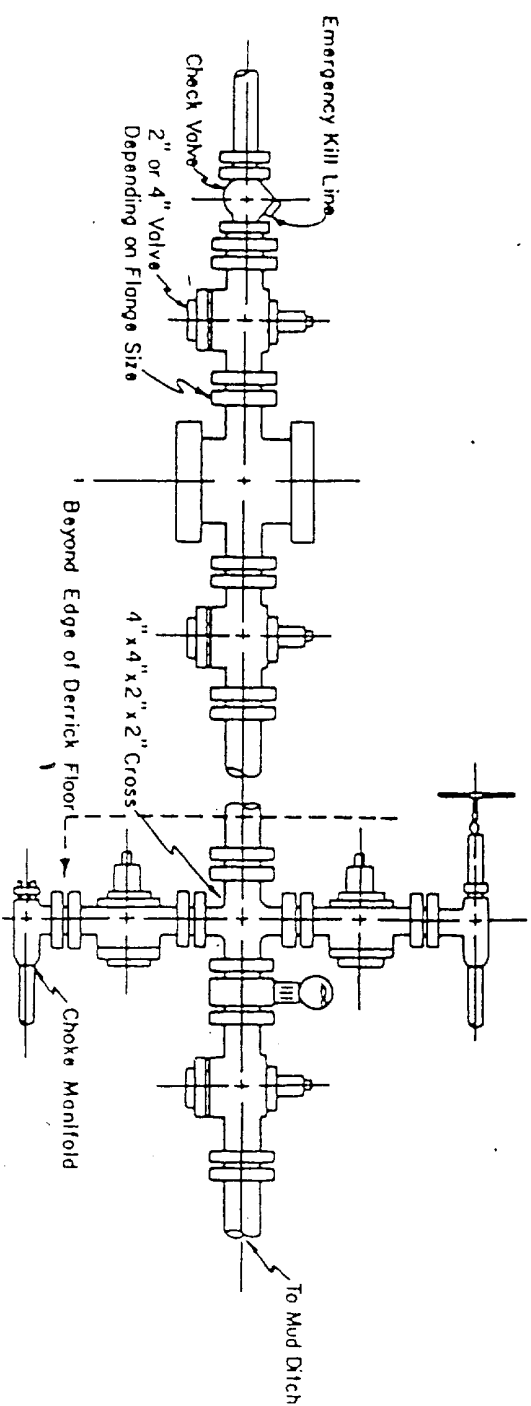 Emergency Kill Line
Check Valve
2" or 4" Valve
Depending on Flange Size
Beyond Edge of Derrick Floor
4" x 4" x 2" x 2" Cross
Choke Manifold
To Mud Ditch